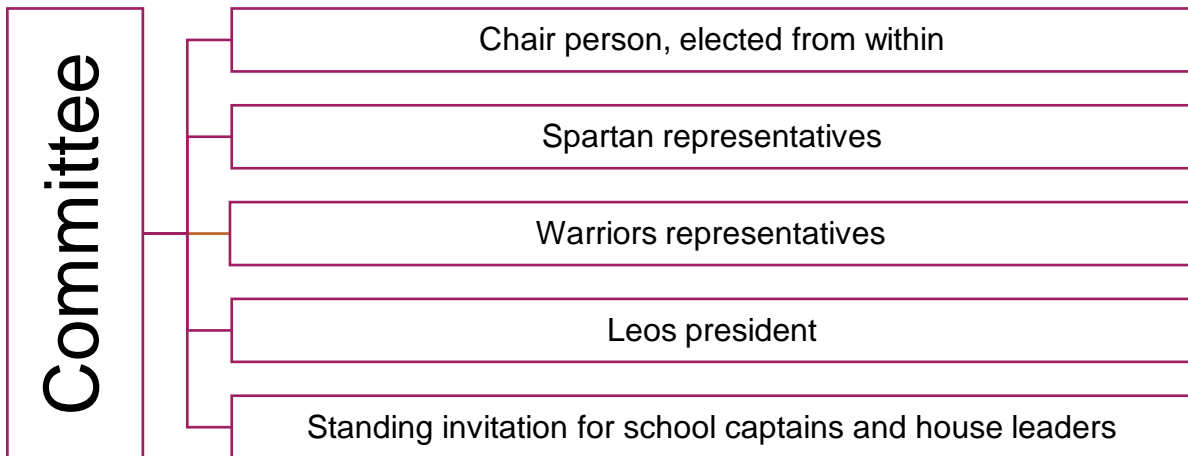 Committee
Chair person, elected from within
Spartan representatives
Warriors representatives
Leos president
Standing invitation for school captains and house leaders